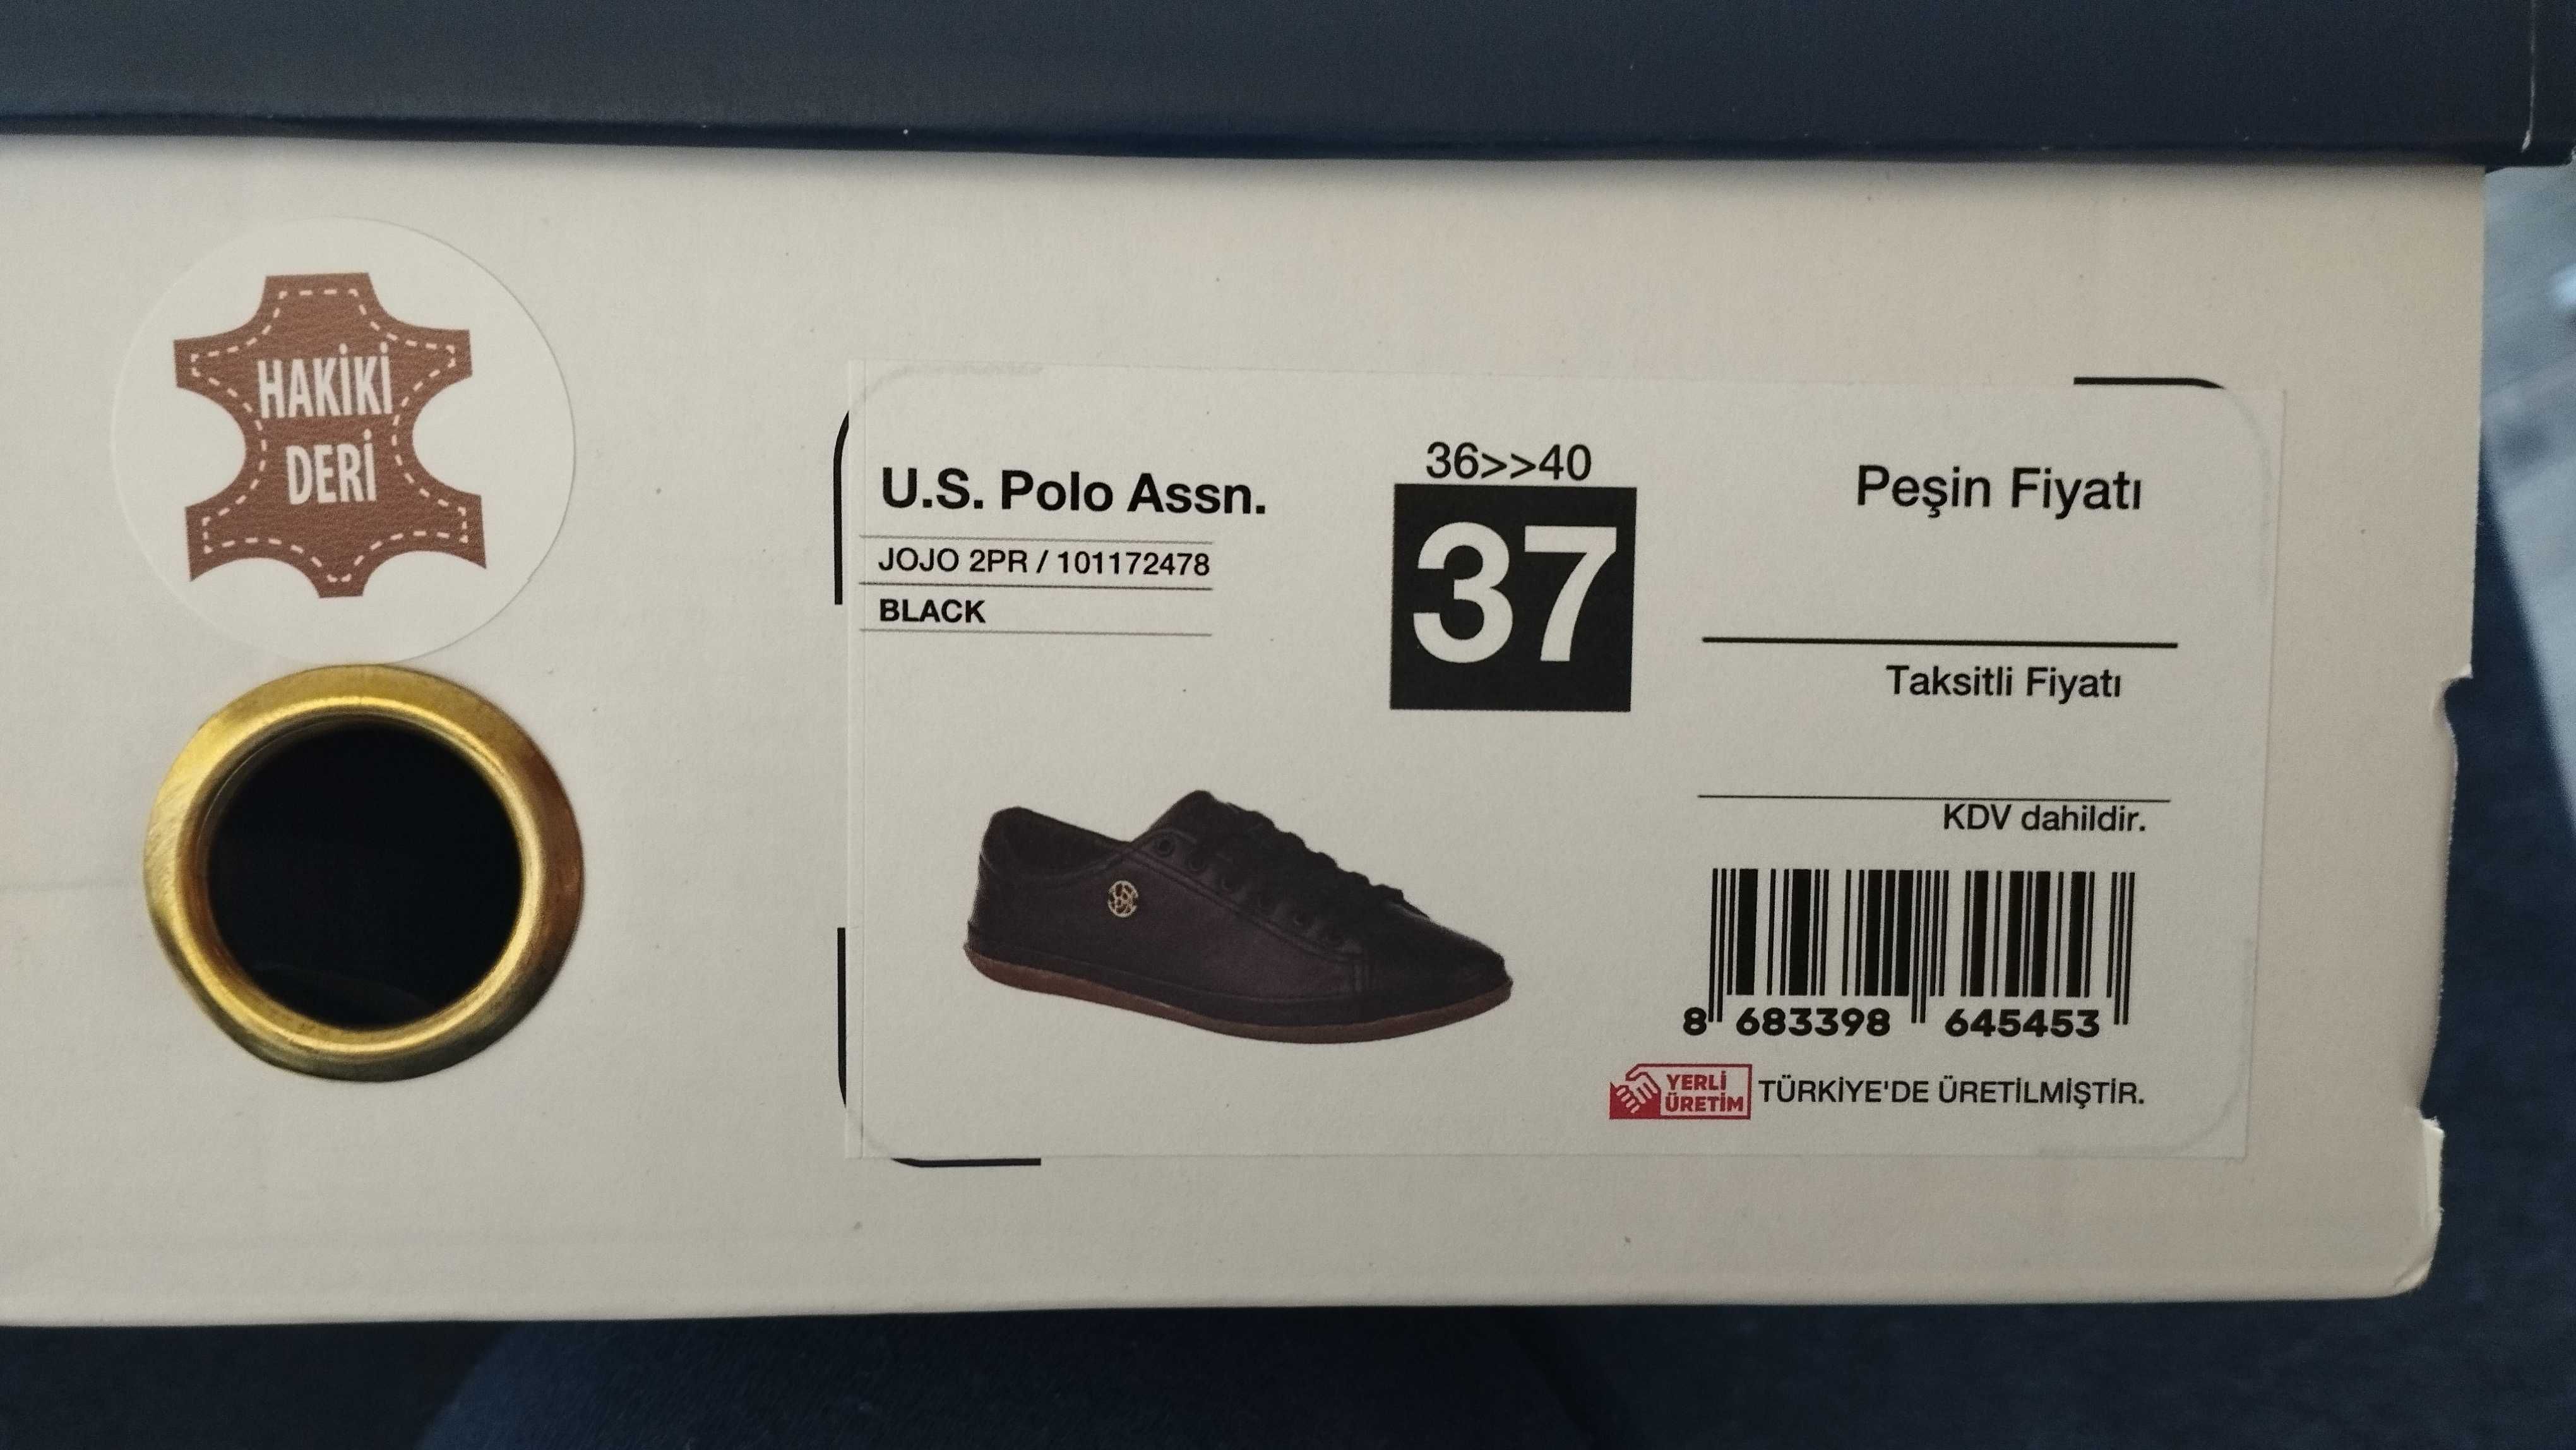 HAKİKİ
DERİ
U.S. Polo Assn.
JOJO 2PR / 101172478
BLACK
36>>40
37
Peşin Fiyatı
Taksitli Fiyatı
KDV dahildir.
8 683398 645453
YERLİ
ÜRETİM
TÜRKİYE'DE ÜRETİLMİŞTİR.